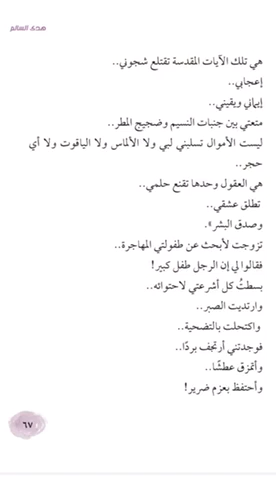 هدى العالم
هي تلك الآيات المقدسة تقتلع شجوني..
إعجابي..
إيماني ويقيني..
متعتي بين جنبات النسيم وضجيج المطر..
ليست الأموال تسلبني لبي ولا الألماس ولا الياقوت ولا أي
حجر..
هي العقول وحدها تقنع حلمي..
تطلق عشقي..
وصدق البشر».
تزوجت لأبحث عن طفولتي المهاجرة..
فقالوا لي إن الرجل طفل كبير!
بسطتُ كل أشرعتي لاحتوائه..
وارتديت الصبر..
واكتحلت بالتضحية..
فوجدتني أرتجف بردًا..
وأتمزق عطشًا..
وأحتفظ بعزم ضرير!
٦٧